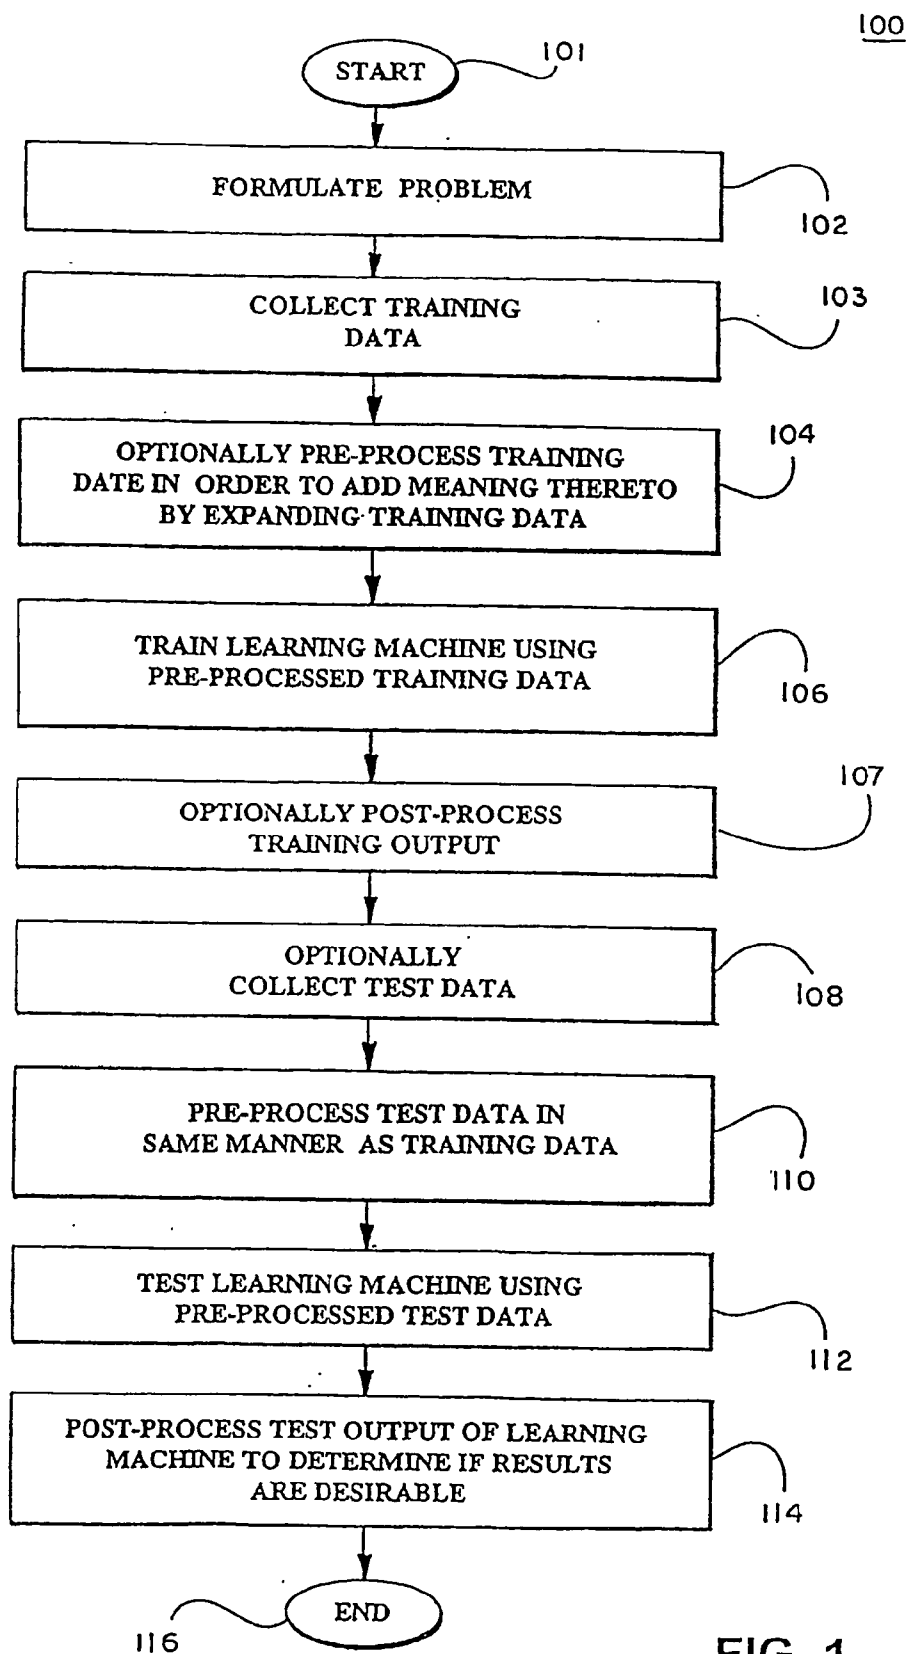 100
START
101
FORMULATE PROBLEM
102
COLLECT TRAINING
DATA
103
OPTIONALLY PRE-PROCESS TRAINING
DATE IN ORDER TO ADD MEANING THERETO
BY EXPANDING TRAINING DATA
104
TRAIN LEARNING MACHINE USING
PRE-PROCESSED TRAINING DATA
106
OPTIONALLY POST-PROCESS
TRAINING OUTPUT
107
OPTIONALLY
COLLECT TEST DATA
108
PRE-PROCESS TEST DATA IN
SAME MANNER AS TRAINING DATA
110
TEST LEARNING MACHINE USING
PRE-PROCESSED TEST DATA
112
POST-PROCESS TEST OUTPUT OF LEARNING
MACHINE TO DETERMINE IF RESULTS
ARE DESIRABLE
114
END
116
FIG. 1